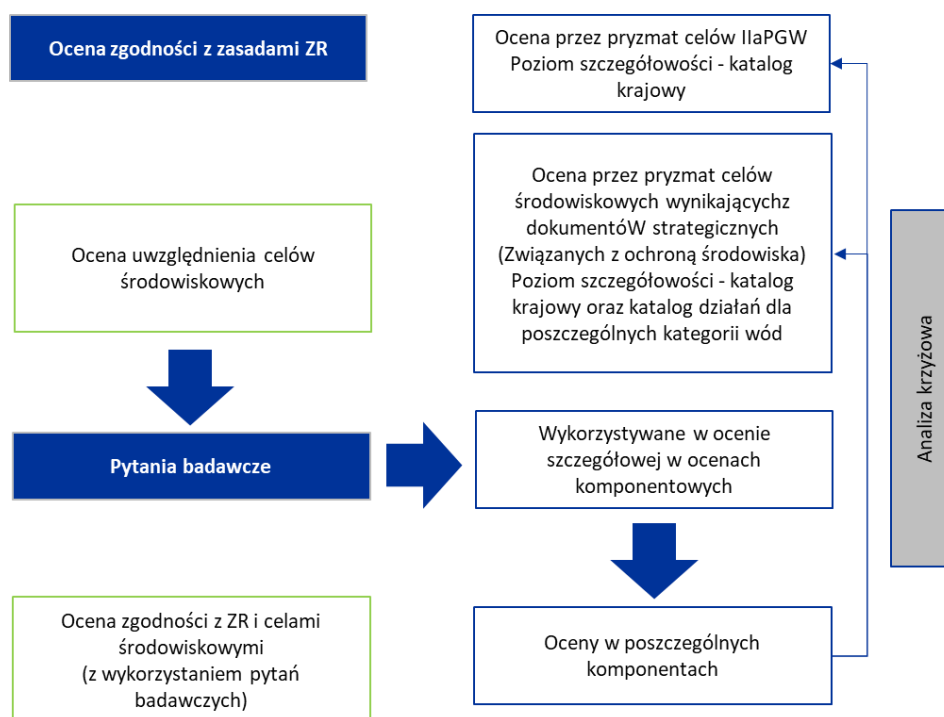 Ocena zgodności z zasadami ZR
Ocena przez pryzmat celów IIaPGW
Poziom szczegółowości - katalog
krajowy
Ocena przez pryzmat celów
środowiskowych wynikającychz
dokumentóW strategicznych
(Związanych z ochroną środowiska)
Poziom szczegółowości - katalog
krajowy oraz katalog działań dla
poszczególnych kategorii wód
Ocena uwzględnienia celów
środowiskowych
Analiza krzyżowa
Pytania badawcze
Wykorzystywane w ocenie
szczegółowej w ocenach
komponentowych
Ocena zgodności z ZR i celami
środowiskowymi
(z wykorzystaniem pytań
badawczych)
Oceny w poszczególnych
komponentach